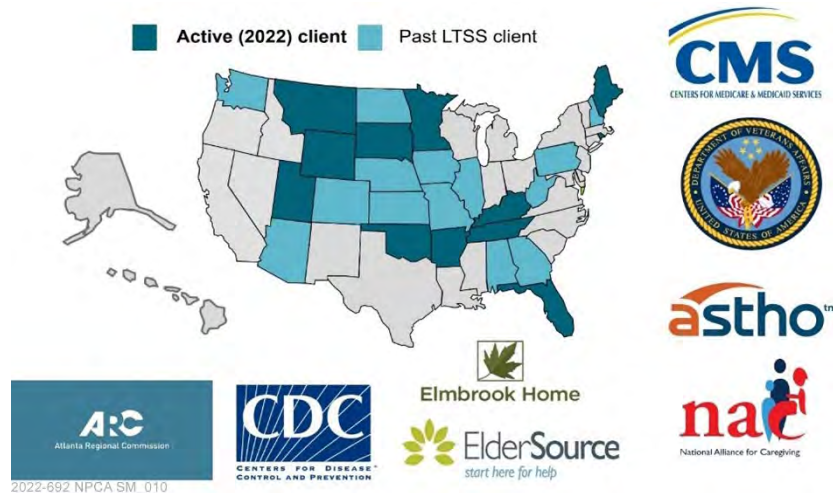 Active (2022) client
Past LTSS client
CMS
CENTERS FOR MEDICARE & MEDICAID SERVICES
DEPARTMENT OF VETERANS AFFAIRS
UNITED STATES OF AMERICA
astho™
nac
National Alliance for Caregiving
Elmbrook Home
ElderSource
start here for help
CDC
CENTERS FOR DISEASE
CONTROL AND PREVENTION
ARC
Atlanta Regional Commission
2022-692 NPCA SM_010